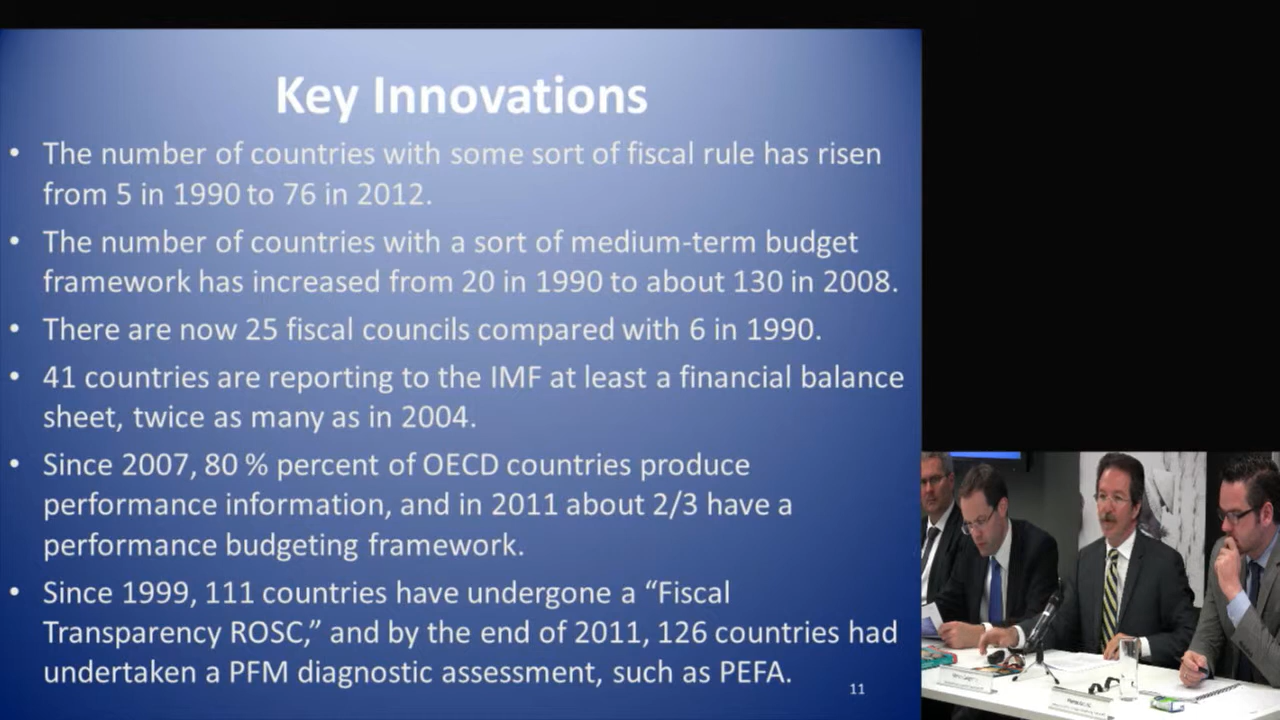 Key Innovations
• The number of countries with some sort of fiscal rule has risen
from 5 in 1990 to 76 in 2012.
• The number of countries with a sort of medium-term budget
framework has increased from 20 in 1990 to about 130 in 2008.
• There are now 25 fiscal councils compared with 6 in 1990.
• 41 countries are reporting to the IMF at least a financial balance
sheet, twice as many as in 2004.
• Since 2007, 80 % percent of OECD countries produce
performance information, and in 2011 about 2/3 have a
performance budgeting framework.
• Since 1999, 111 countries have undergone a “Fiscal
Transparency ROSC,” and by the end of 2011, 126 countries had
undertaken a PFM diagnostic assessment, such as PEFA.
11